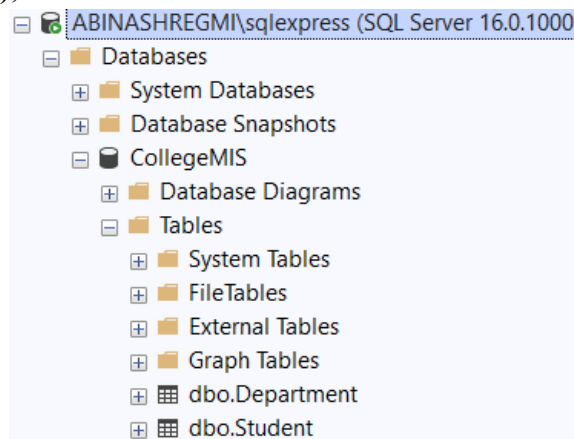 ABINASHREGMI\sqlexpress (SQL Server 16.0.1000
Databases
System Databases
Database Snapshots
CollegeMIS
Database Diagrams
Tables
System Tables
FileTables
External Tables
Graph Tables
dbo.Department
dbo.Student